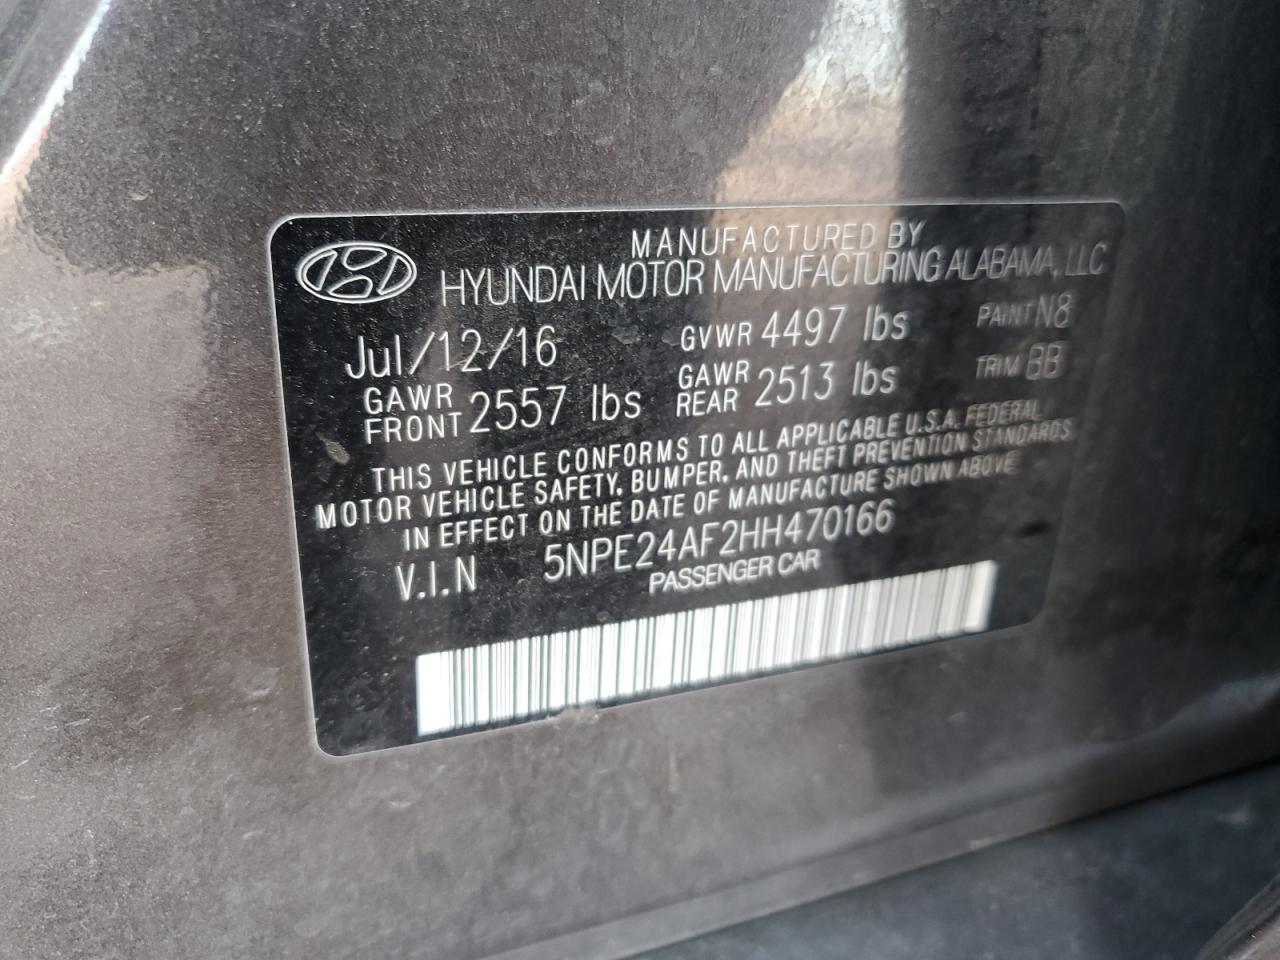 MANUFACTURED BY
HYUNDAI MOTOR MANUFACTURING ALABAMA, LLC
Jul/12/16 GVWR 4497 lbs PAINT N8
GAWR FRONT 2557 lbs GAWR REAR 2513 lbs TRIM BB
THIS VEHICLE CONFORMS TO ALL APPLICABLE U.S.A. FEDERAL
MOTOR VEHICLE SAFETY, BUMPER, AND THEFT PREVENTION STANDARDS
IN EFFECT ON THE DATE OF MANUFACTURE SHOWN ABOVE
V.I.N 5NPE24AF2HH470166
PASSENGER CAR